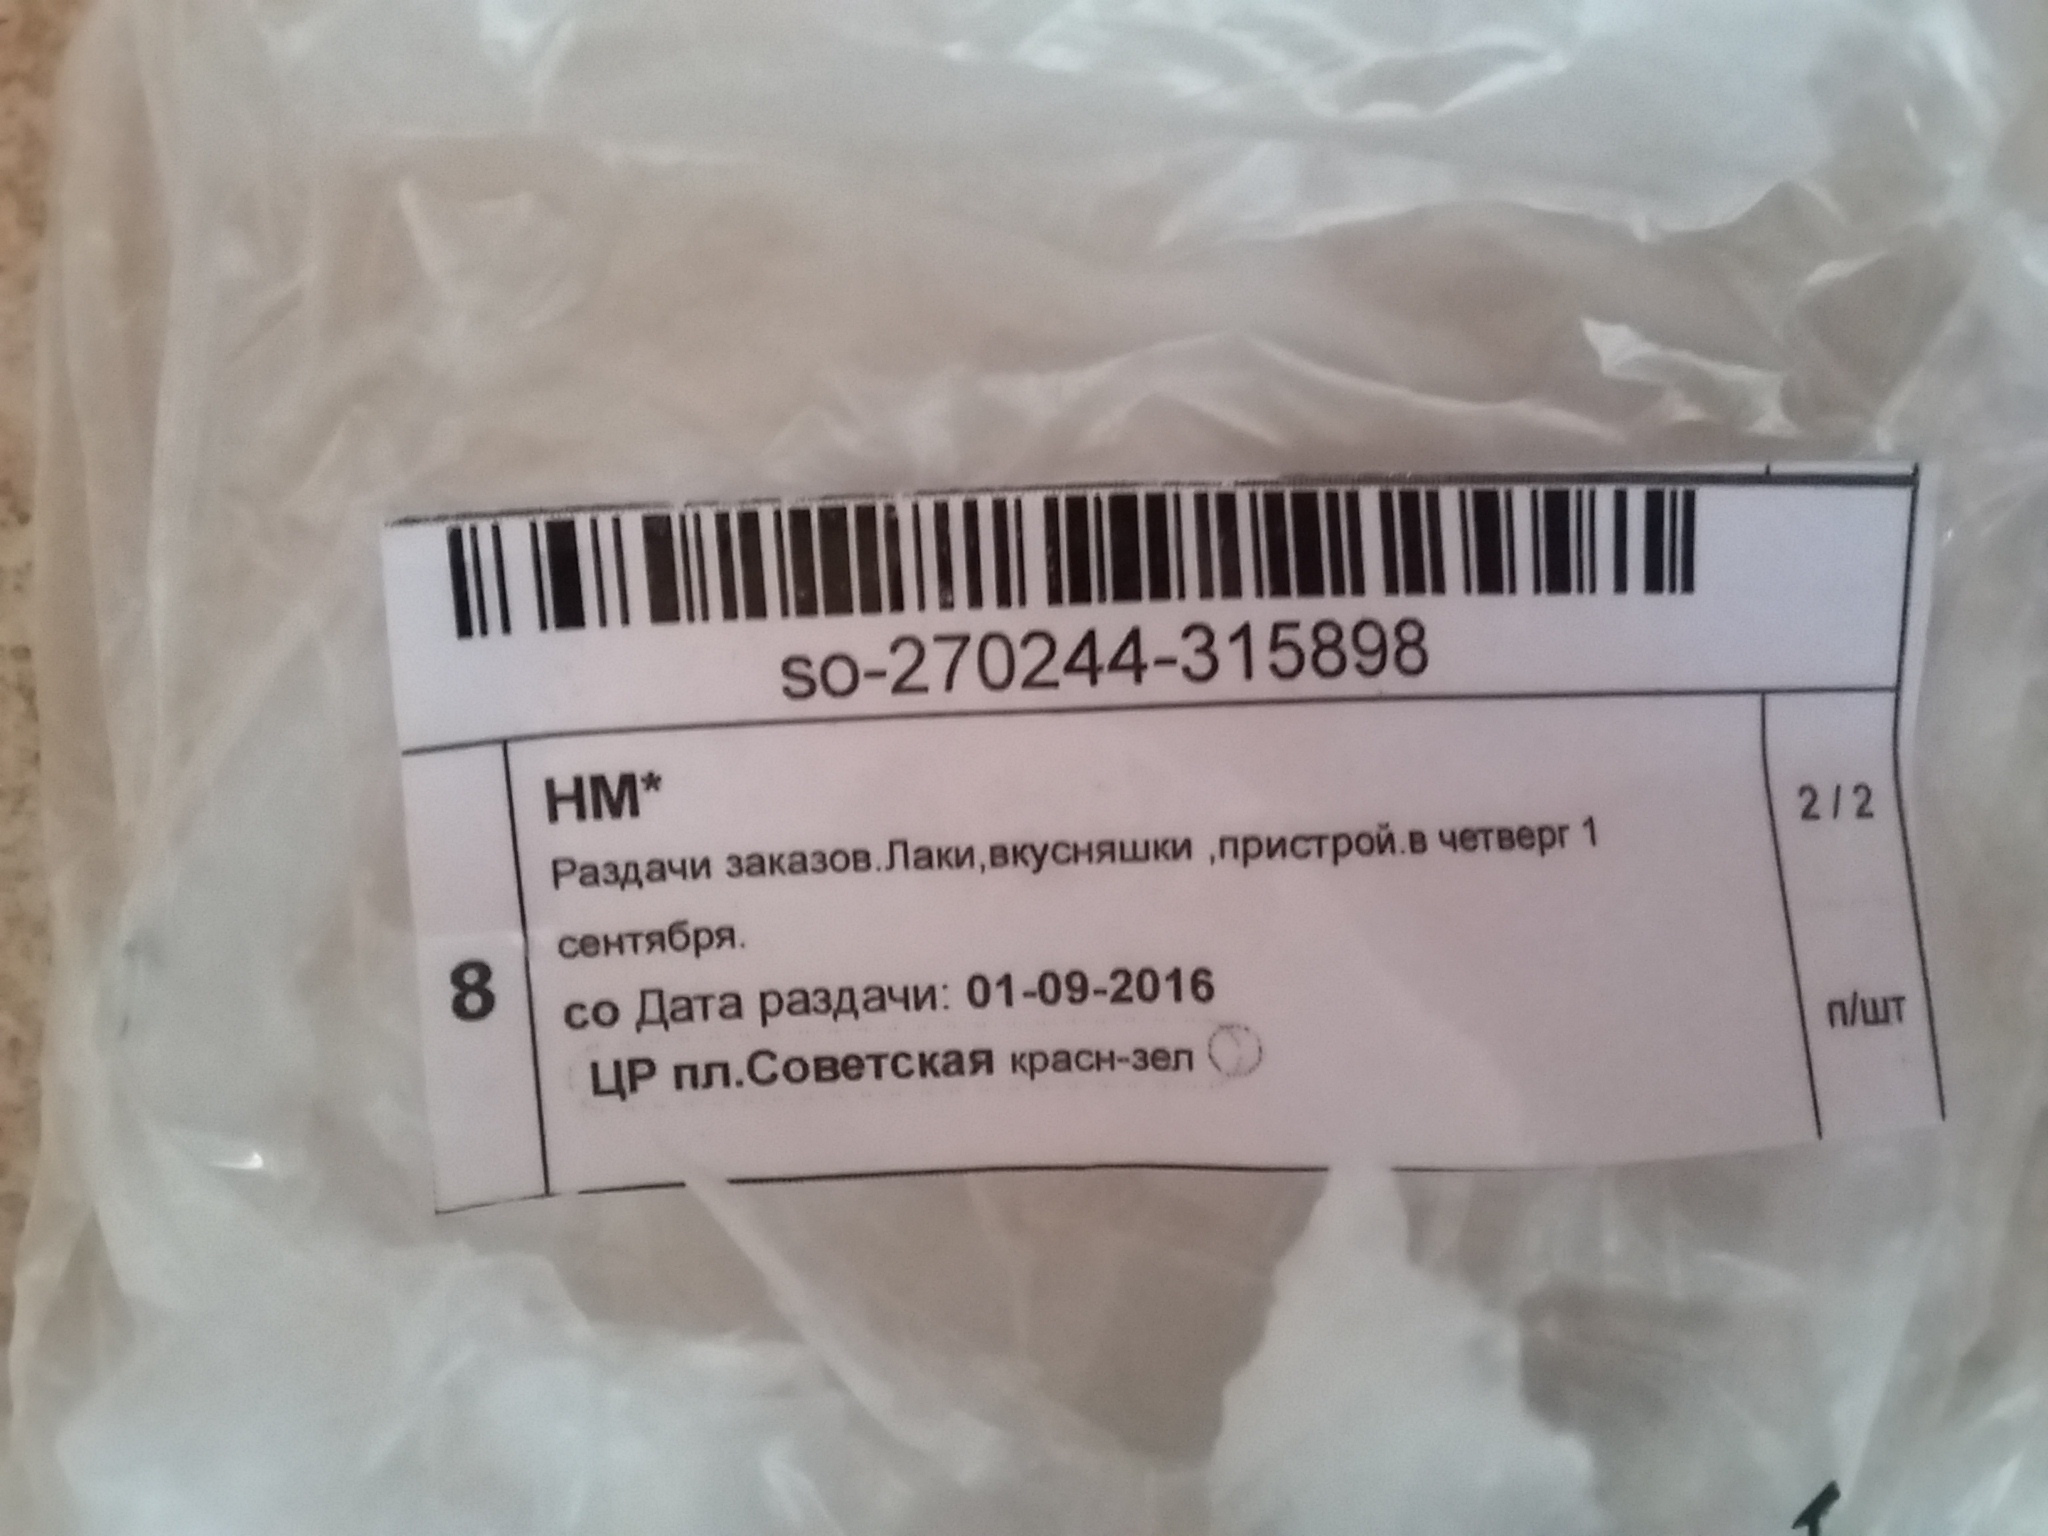 so-270244-315898
НМ*
2 / 2
Раздачи заказов.Лаки,вкусняшки ,пристрой.в четверг 1
сентября.
8
со Дата раздачи: 01-09-2016
п/шт
ЦР пл.Советская красн-зел